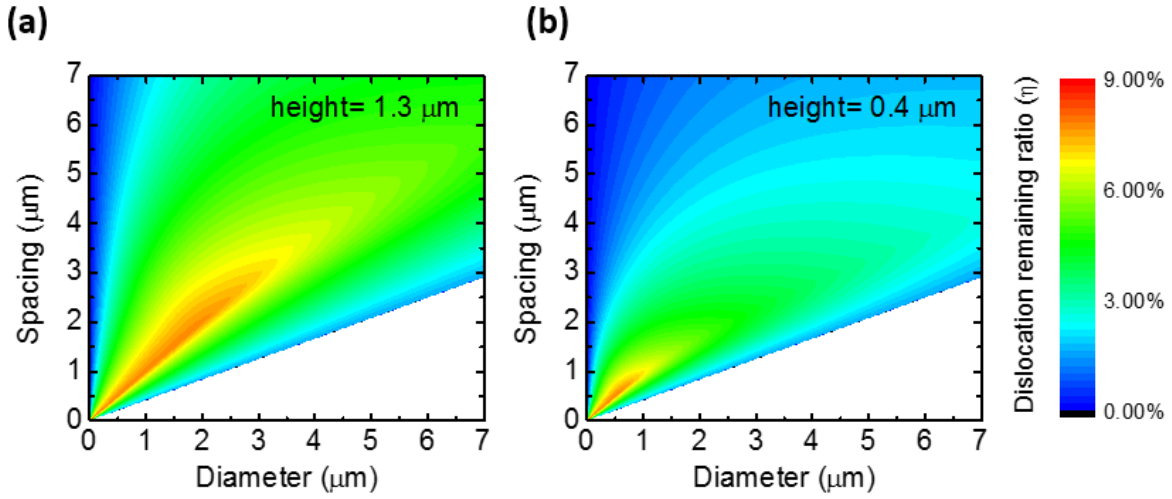 (a)
(b)
height= 1.3 μm
height= 0.4 μm
7
6
5
4
3
2
1
0
Spacing (μm)
0 1 2 3 4 5 6 7
Diameter (μm)
7
6
5
4
3
2
1
0
Spacing (μm)
0 1 2 3 4 5 6 7
Diameter (μm)
Dislocation remaining ratio (η)
9.00%
6.00%
3.00%
0.00%